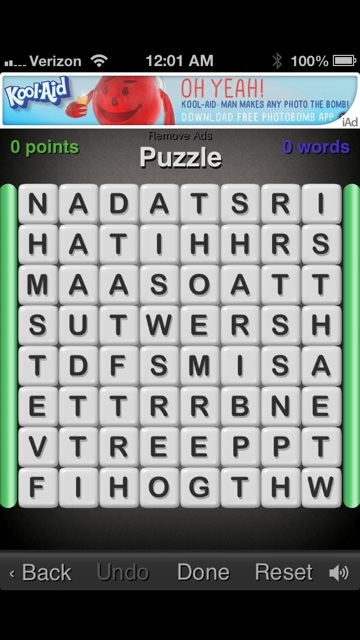 Verizon 12:01 AM 100%
Kool-Aid OH YEAH!
KOOL-AID MAN MAKES ANY PHOTO THE BOMB!
DOWNLOAD FREE PHOTOBOMB APP iAd
Remove Ads
0 points Puzzle 0 words
N A D A T S R I
H A T I H H R S
M A A S O A T T
S U T W E R S H
T D F S M I S A
E T T R R B N E
V T R E E P P T
F I H O G T H W
‹ Back Undo Done Reset